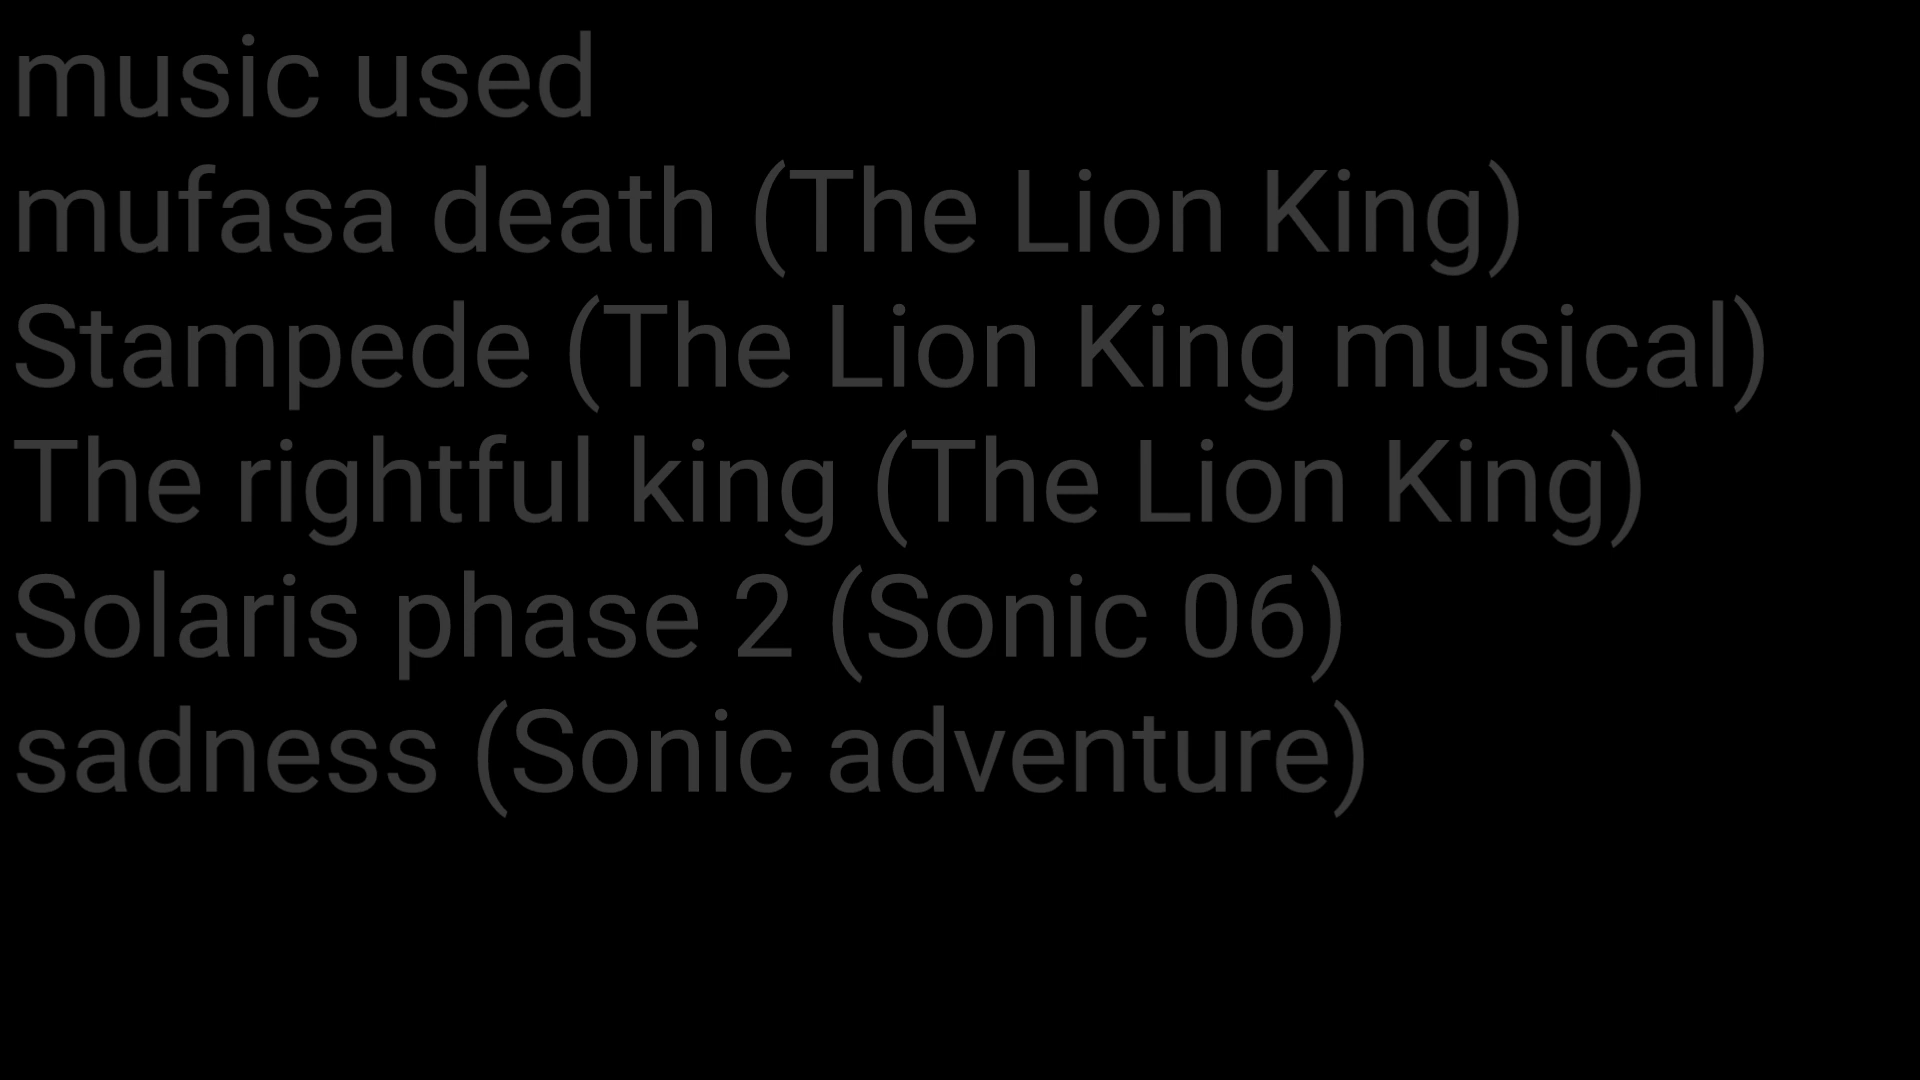 music used
mufasa death (The Lion King)
Stampede (The Lion King musical)
The rightful king (The Lion King)
Solaris phase 2 (Sonic 06)
sadness (Sonic adventure)